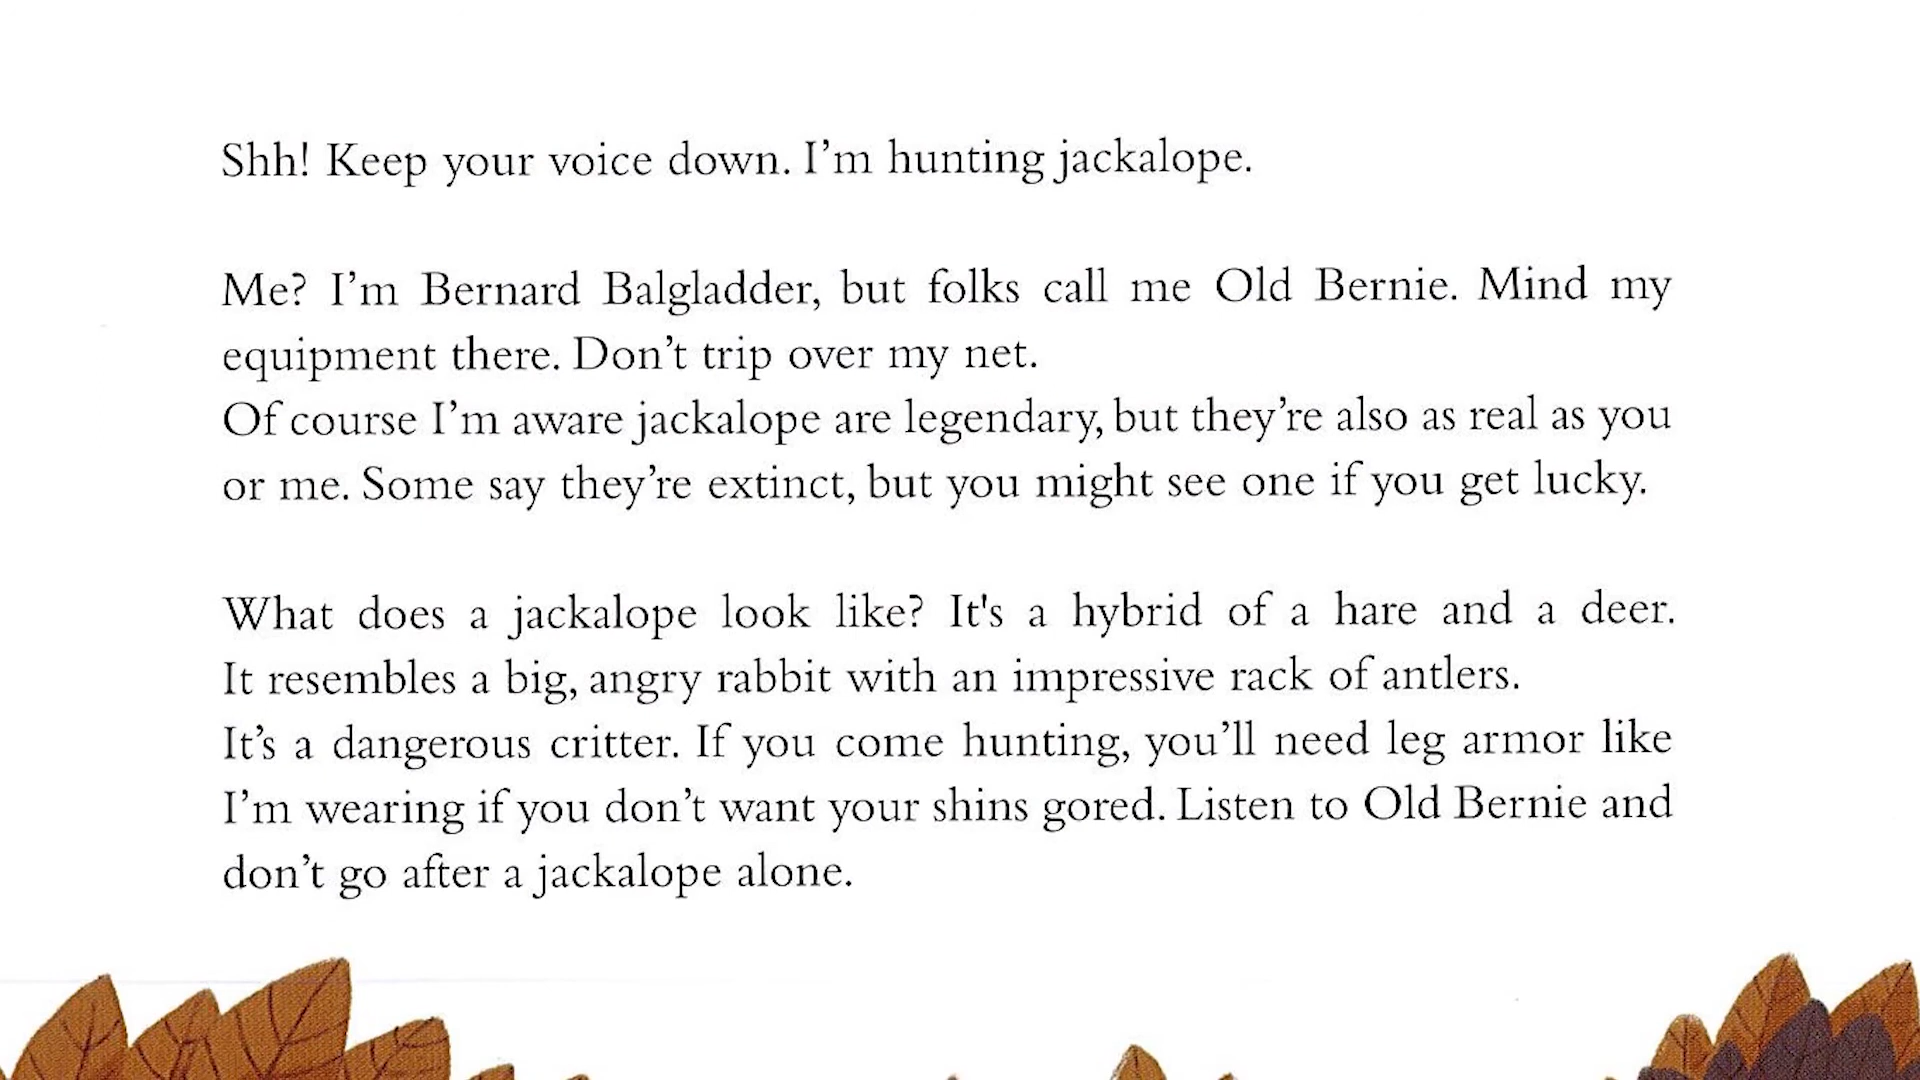 Shh! Keep your voice down. I’m hunting jackalope.
Me? I’m Bernard Balgladder, but folks call me Old Bernie. Mind my
equipment there. Don’t trip over my net.
Of course I’m aware jackalope are legendary, but they’re also as real as you
or me. Some say they’re extinct, but you might see one if you get lucky.
What does a jackalope look like? It's a hybrid of a hare and a deer.
It resembles a big, angry rabbit with an impressive rack of antlers.
It’s a dangerous critter. If you come hunting, you’ll need leg armor like
I’m wearing if you don’t want your shins gored. Listen to Old Bernie and
don’t go after a jackalope alone.